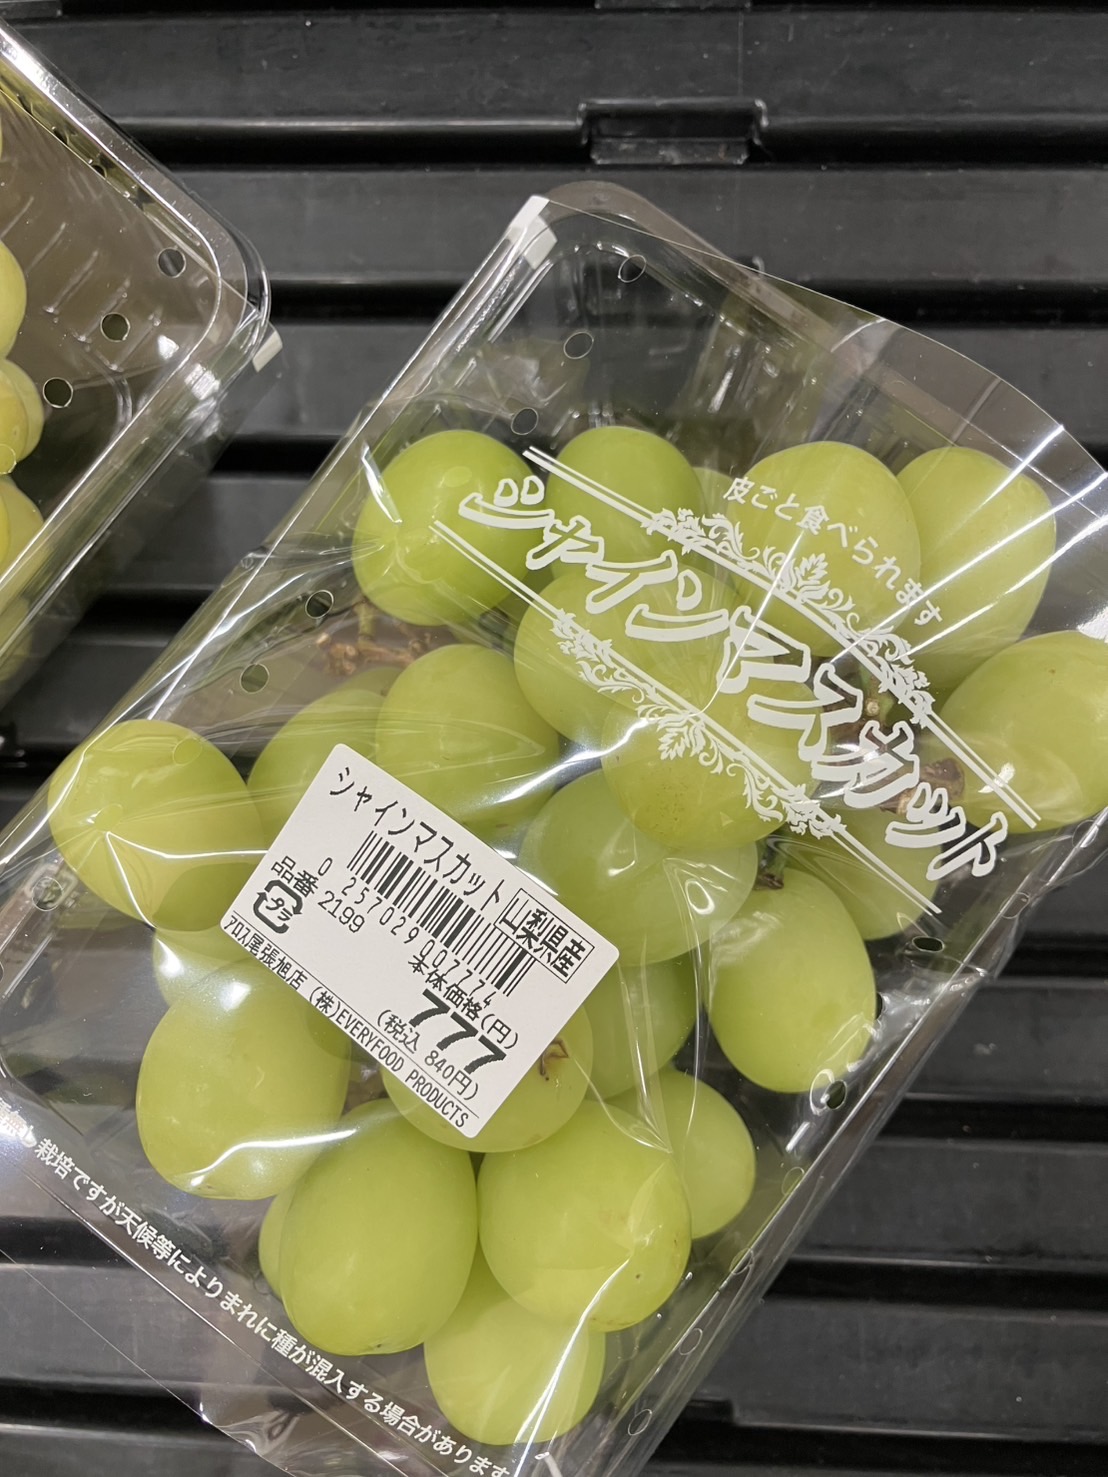 皮ごと食べられます
シャインマスカット
シャインマスカット
山梨県産
0 257029 007774
品番 2199
本体価格(円)
777
プラ
(税込 840円)
アロス尾張旭店 (株)EVERYFOOD PRODUCTS
栽培ですが天候等によりまれに種が混入する場合があります